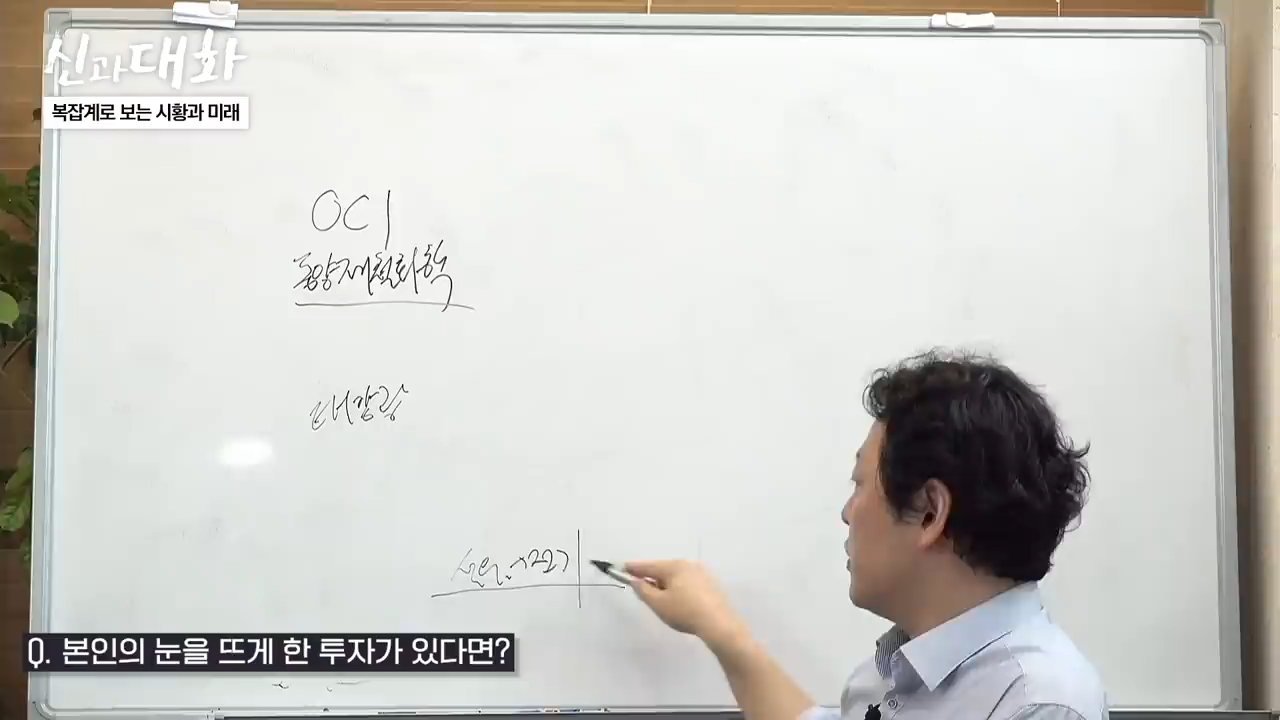 신과대화
복잡계로 보는 시황과 미래
OCI
동양제철화학
태양광
Q. 본인의 눈을 뜨게 한 투자가 있다면?